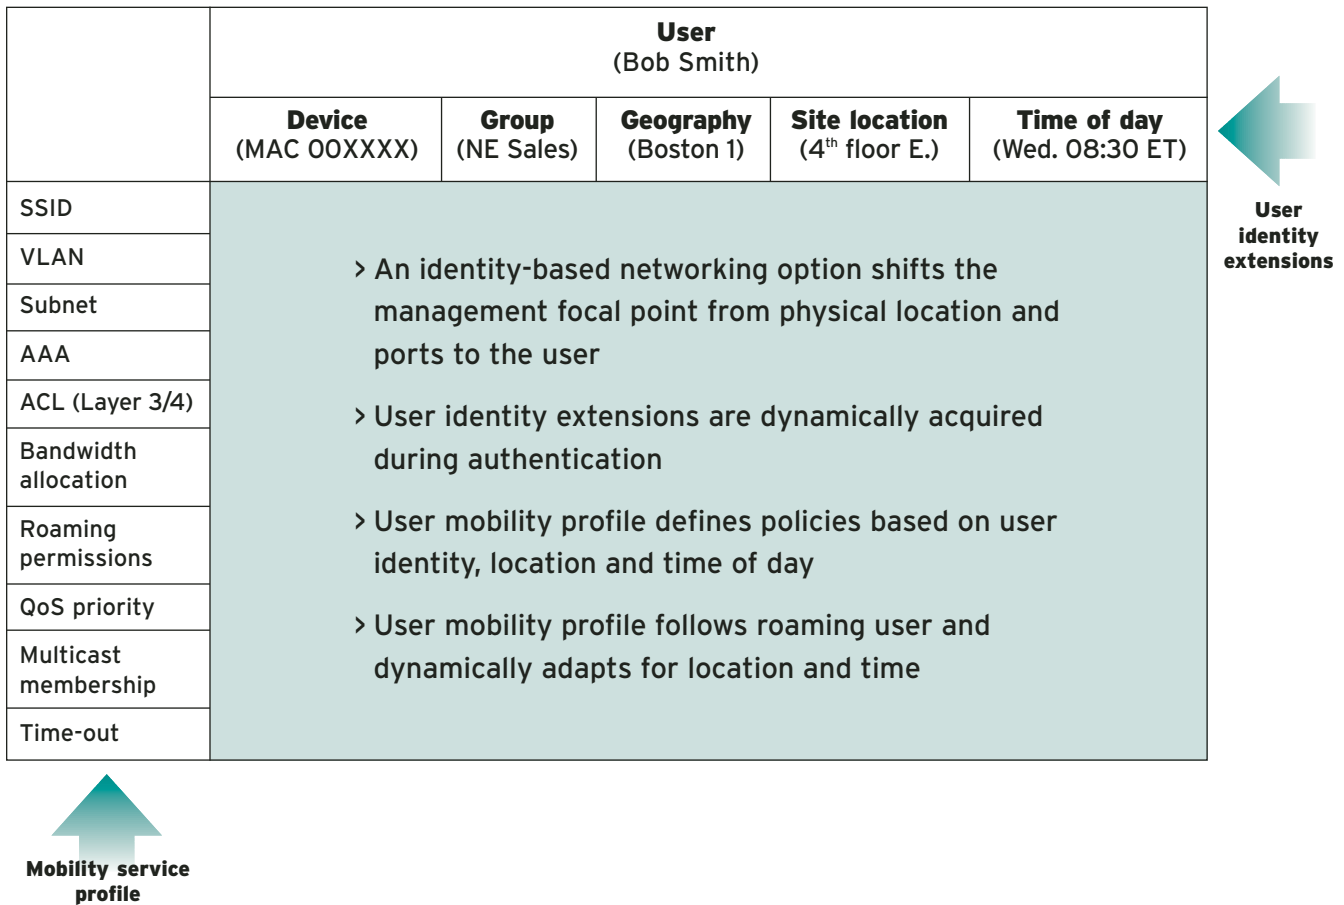 User
(Bob Smith)
Device
(MAC 00XXXX)
Group
(NE Sales)
Geography
(Boston 1)
Site location
(4th floor E.)
Time of day
(Wed. 08:30 ET)
User
identity
extensions
SSID
VLAN
Subnet
AAA
ACL (Layer 3/4)
Bandwidth
allocation
Roaming
permissions
QoS priority
Multicast
membership
Time-out
> An identity-based networking option shifts the
management focal point from physical location and
ports to the user
> User identity extensions are dynamically acquired
during authentication
> User mobility profile defines policies based on user
identity, location and time of day
> User mobility profile follows roaming user and
dynamically adapts for location and time
Mobility service
profile